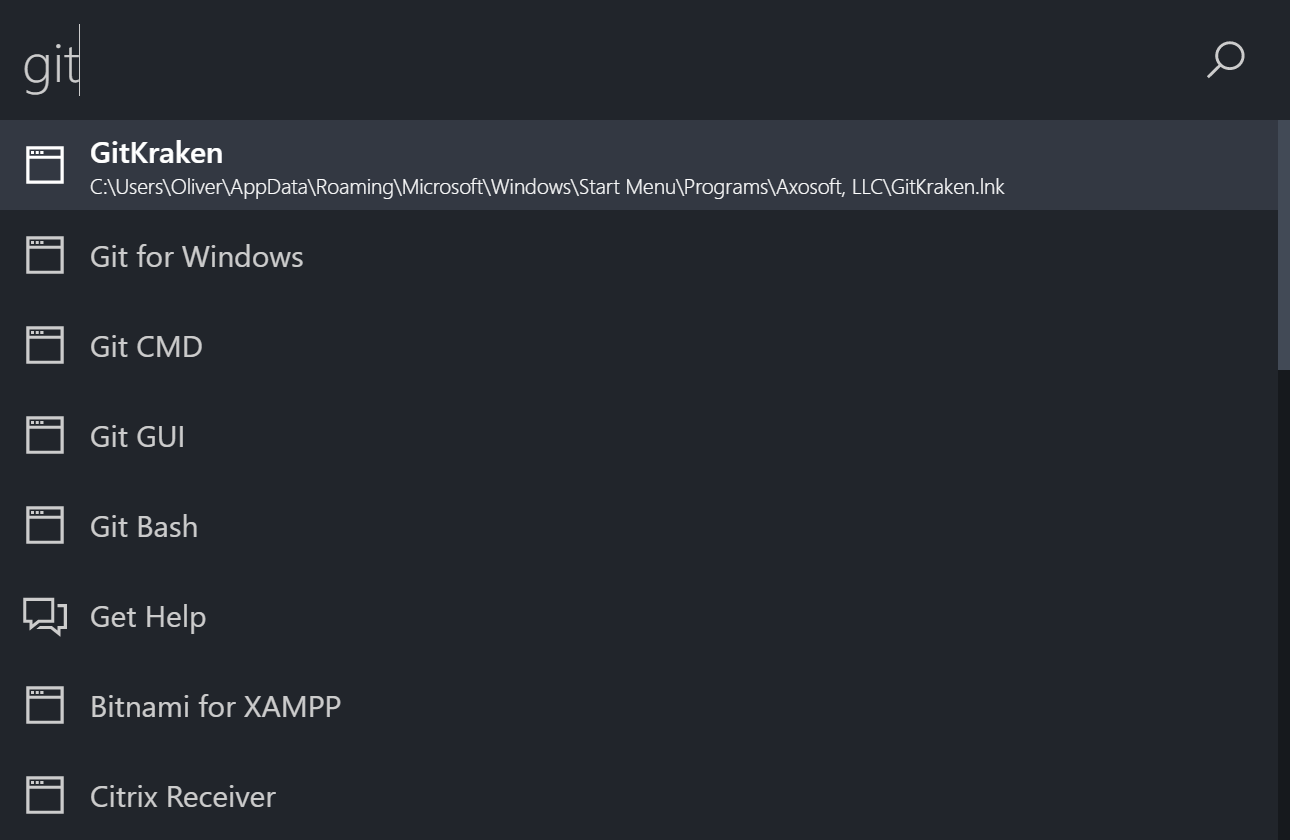 git
GitKraken
C:\Users\Oliver\AppData\Roaming\Microsoft\Windows\Start Menu\Programs\Axosoft, LLC\GitKraken.lnk
Git for Windows
Git CMD
Git GUI
Git Bash
Get Help
Bitnami for XAMPP
Citrix Receiver